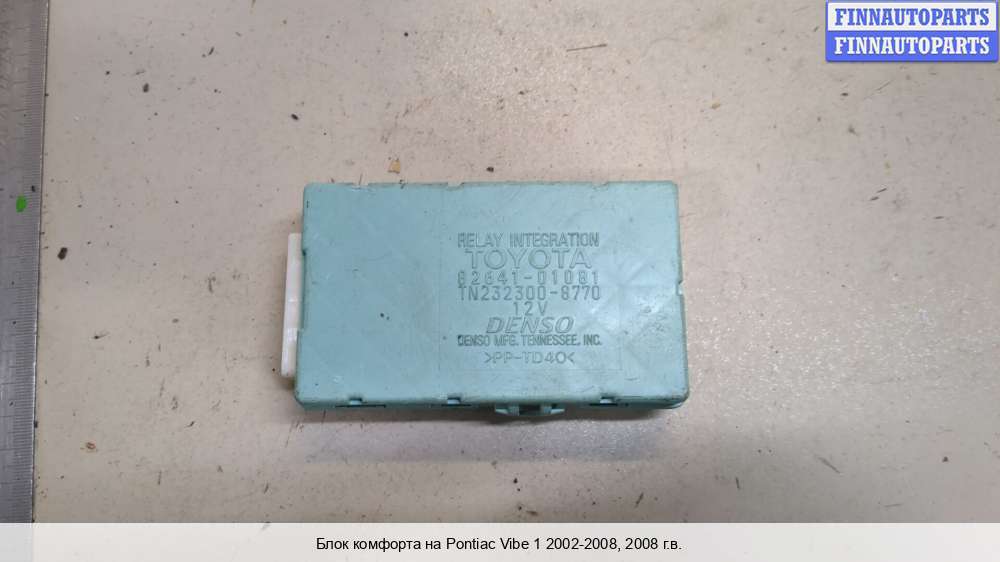 FINNAUTOPARTS
FINNAUTOPARTS
RELAY INTEGRATION
TOYOTA
82641-01081
TN232300-8770
12V
DENSO
DENSO MFG. TENNESSEE, INC.
>PP-TD40<
Блок комфорта на Pontiac Vibe 1 2002-2008, 2008 г.в.